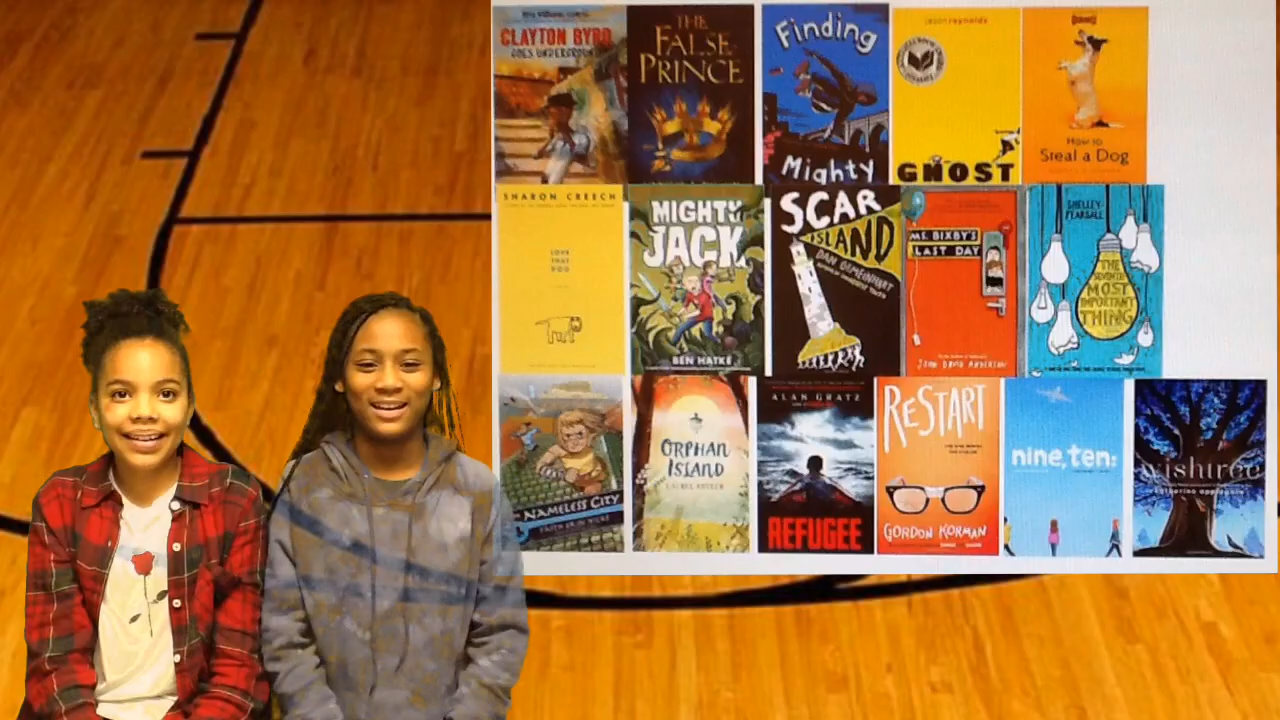 CLAYTON BYRD
GOES UNDERGROUND
THE
FALSE
PRINCE
Finding
Mighty
jason reynolds
GHOST
How to
Steal a Dog
SHARON CREECH
LOVE
THAT
DOG
MIGHTY
JACK
BEN HATKE
SCAR
ISLAND
DAN GEMEINHART
MS. BIXBY'S
LAST DAY
JOHN DAVID ANDERSON
SHELLEY
PEARSALL
THE
SEVENTH
MOST
IMPORTANT
THING
NAMELESS CITY
FAITH ERIN HICKS
ORPHAN
ISLAND
LAUREL SNYDER
ALAN GRATZ
REFUGEE
RESTART
GORDON KORMAN
nine, ten:
wishtree
katherine applegate